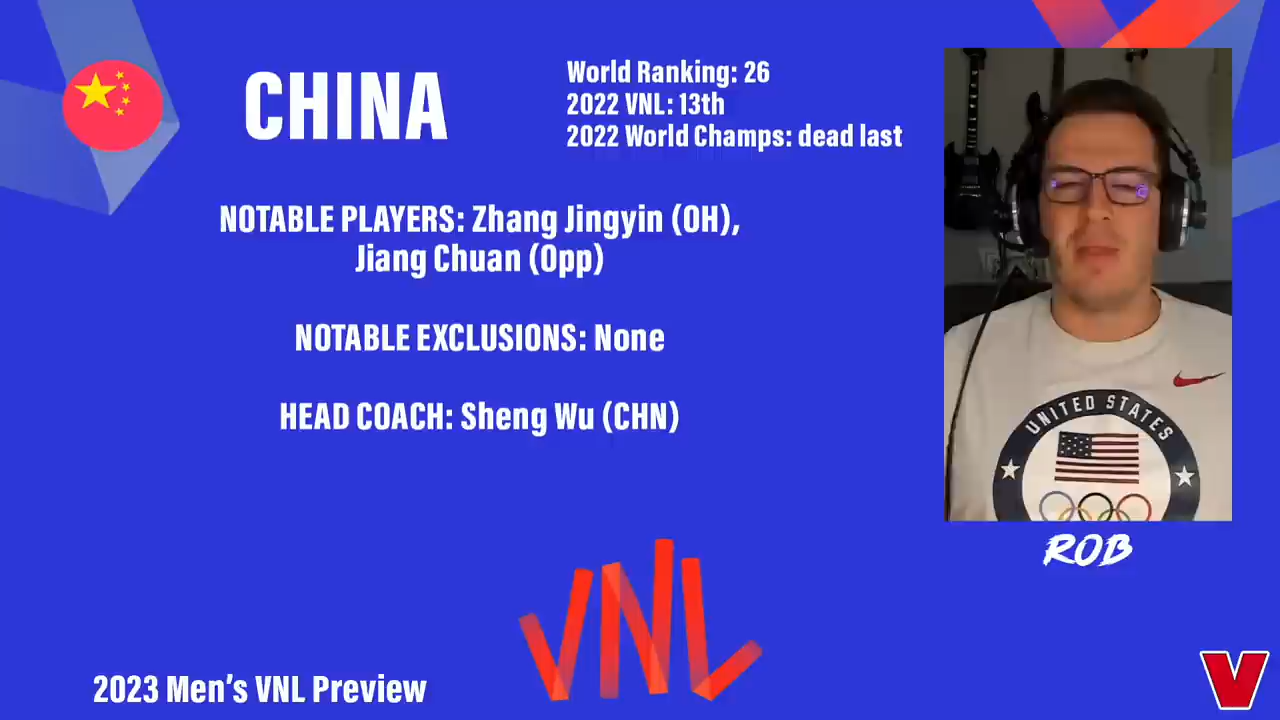 CHINA
World Ranking: 26
2022 VNL: 13th
2022 World Champs: dead last
NOTABLE PLAYERS: Zhang Jingyin (OH),
Jiang Chuan (Opp)
NOTABLE EXCLUSIONS: None
HEAD COACH: Sheng Wu (CHN)
UNITED STATES
ROB
VNL
2023 Men's VNL Preview
V